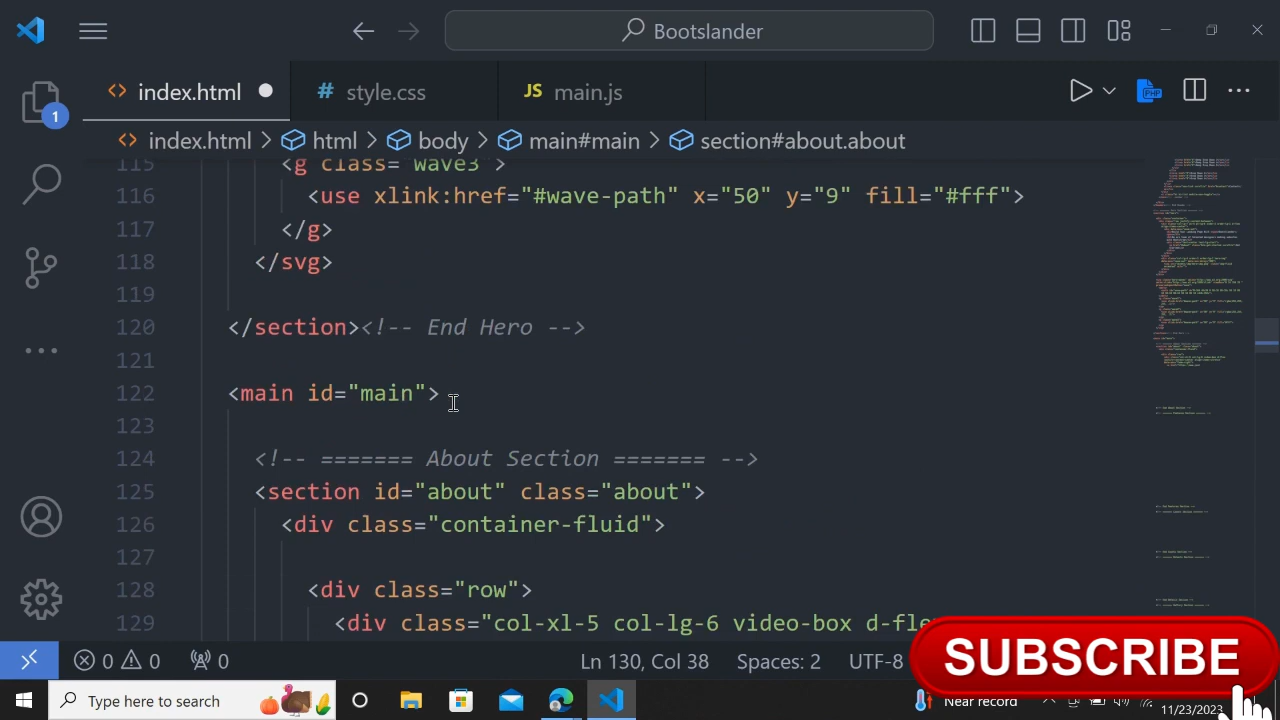 Bootslander
index.html
# style.css
JS main.js
PHP
1
<> index.html > html > body > main#main > section#about.about
115 <g class="wave3">
116 <use xlink:href="#wave-path" x="50" y="9" fill="#fff">
117 </g>
118 </svg>
119
120 </section><!-- End Hero -->
121
122 <main id="main">
123
124 <!-- ======= About Section ======= -->
125 <section id="about" class="about">
126 <div class="container-fluid">
127
128 <div class="row">
129 <div class="col-xl-5 col-lg-6 video-box d-fle
0 0 0
Ln 130, Col 38
Spaces: 2
UTF-8
SUBSCRIBE
Type here to search
Near record
11/23/2023